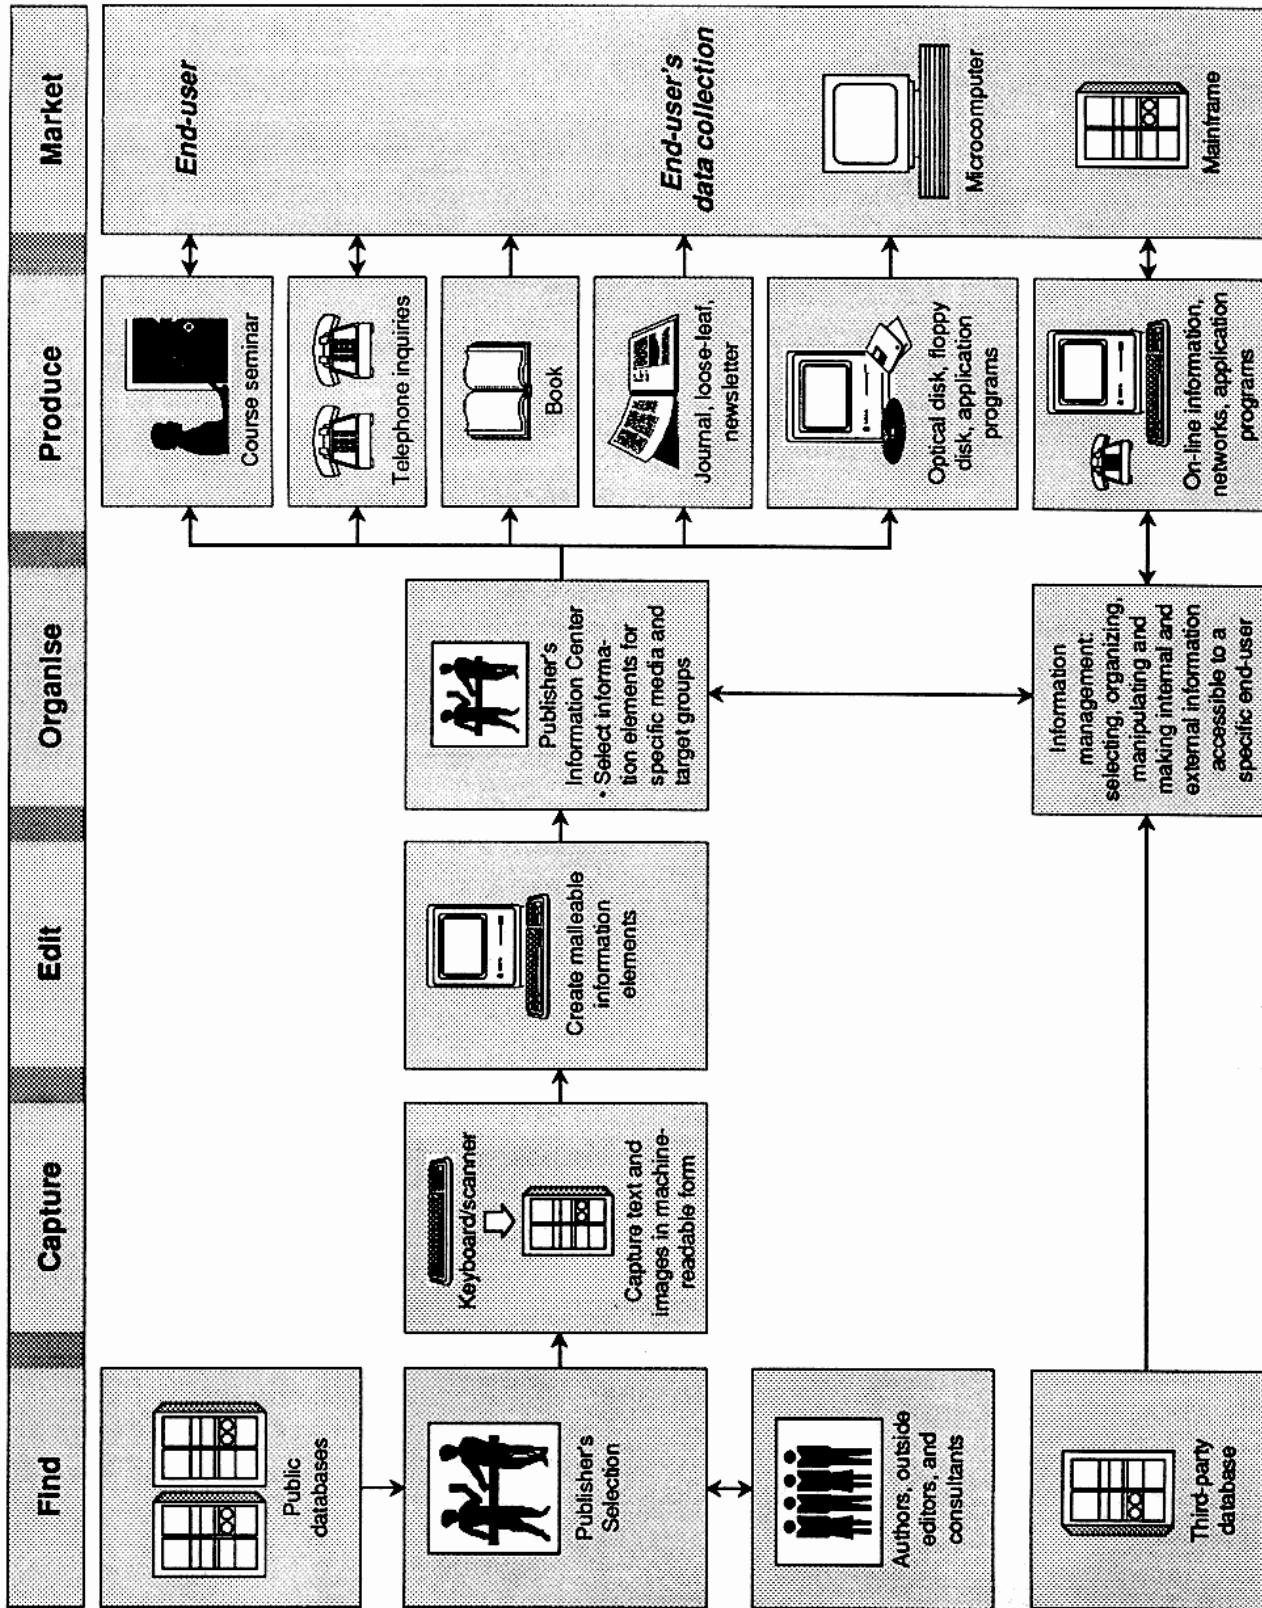 Find
Capture
Edit
Organise
Produce
Market
Public
databases
Publisher's
Selection
Authors, outside
editors, and
consultants
Third-party
database
Keyboard/scanner
Capture text and
images in machine-
readable form
Create malleable
information
elements
Publisher's
Information Center
• Select informa-
tion elements for
specific media and
target groups
Information
management:
selecting, organizing,
manipulating and
making internal and
external information
accessible to a
specific end-user
Course seminar
Telephone inquiries
Book
Journal, loose-leaf,
newsletter
Optical disk, floppy
disk, application
programs
On-line information,
networks, application
programs
End-user
End-user's
data collection
Microcomputer
Mainframe